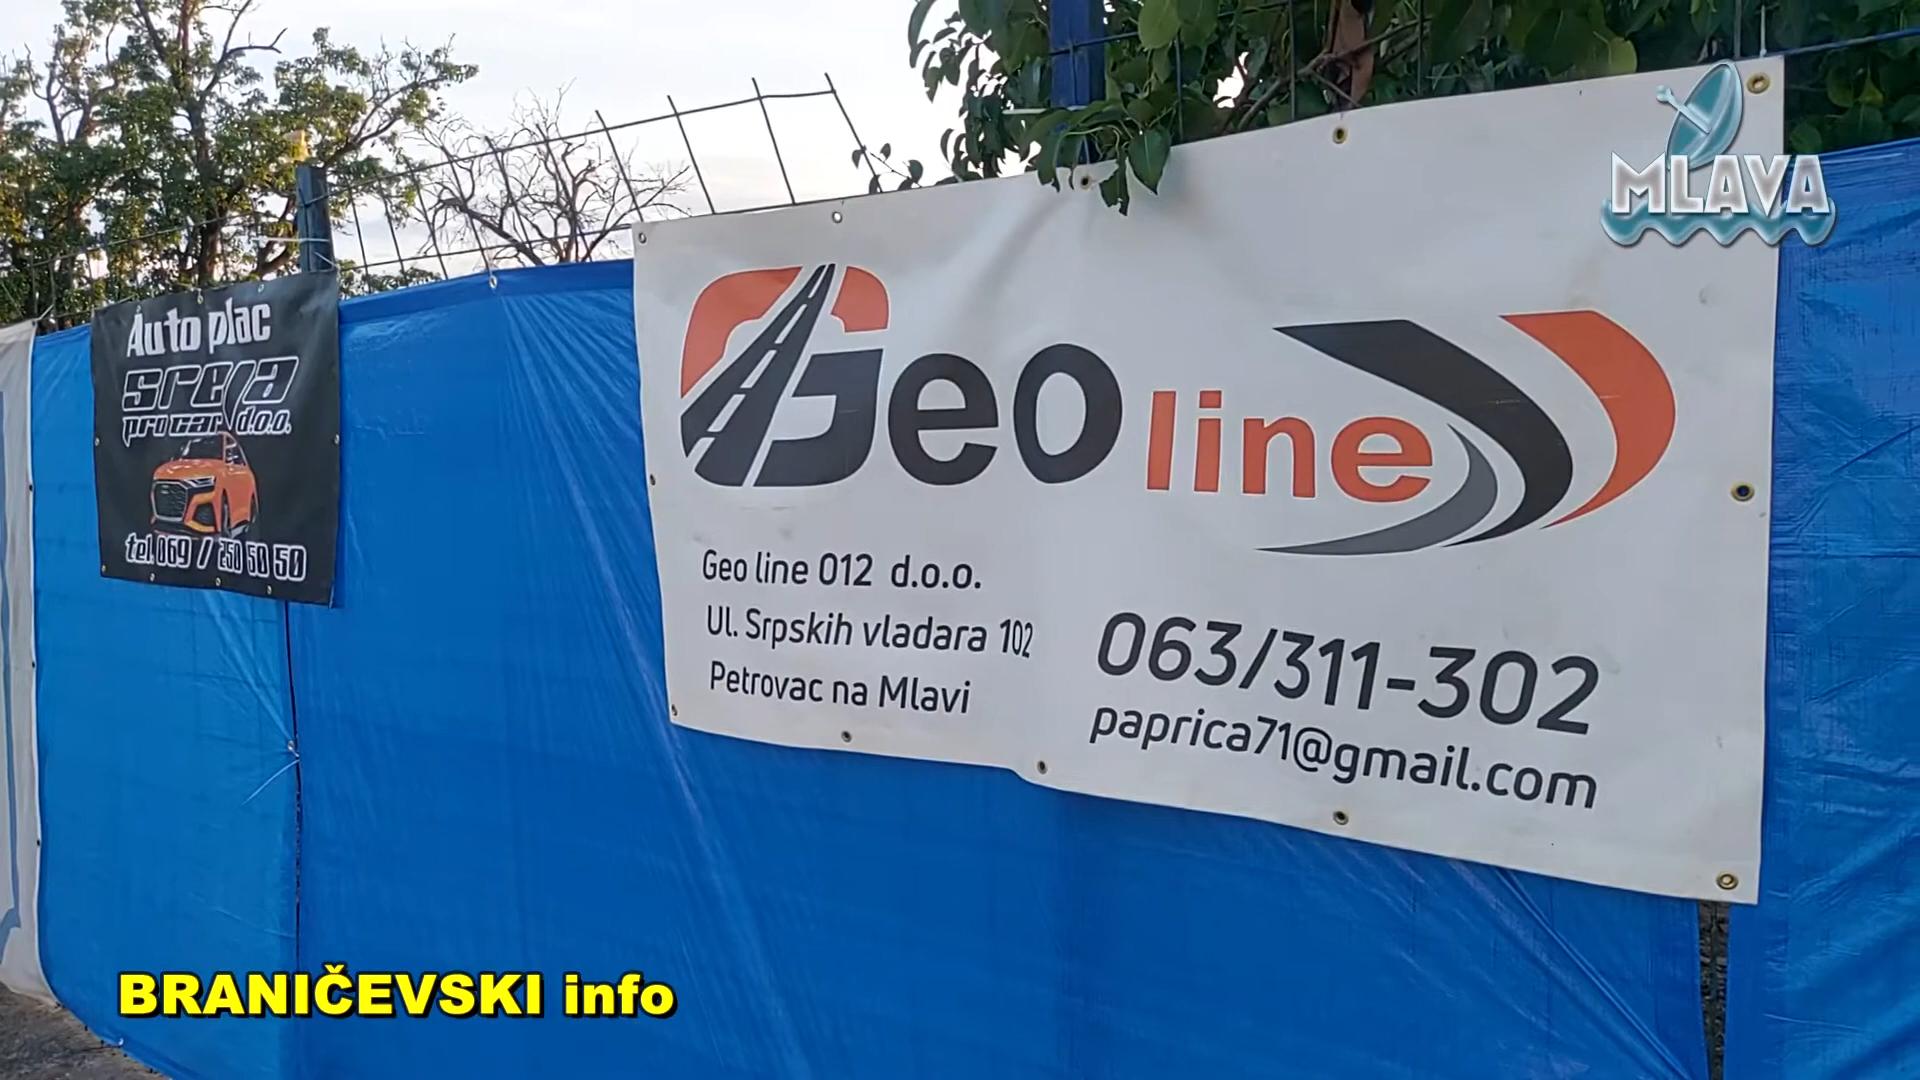 MLAVA
Auto plac
sreja
pro car d.o.o.
tel. 069 / 250 50 50
Geo line
Geo line 012 d.o.o.
Ul. Srpskih vladara 102
Petrovac na Mlavi
063/311-302
paprica71@gmail.com
BRANIČEVSKI info